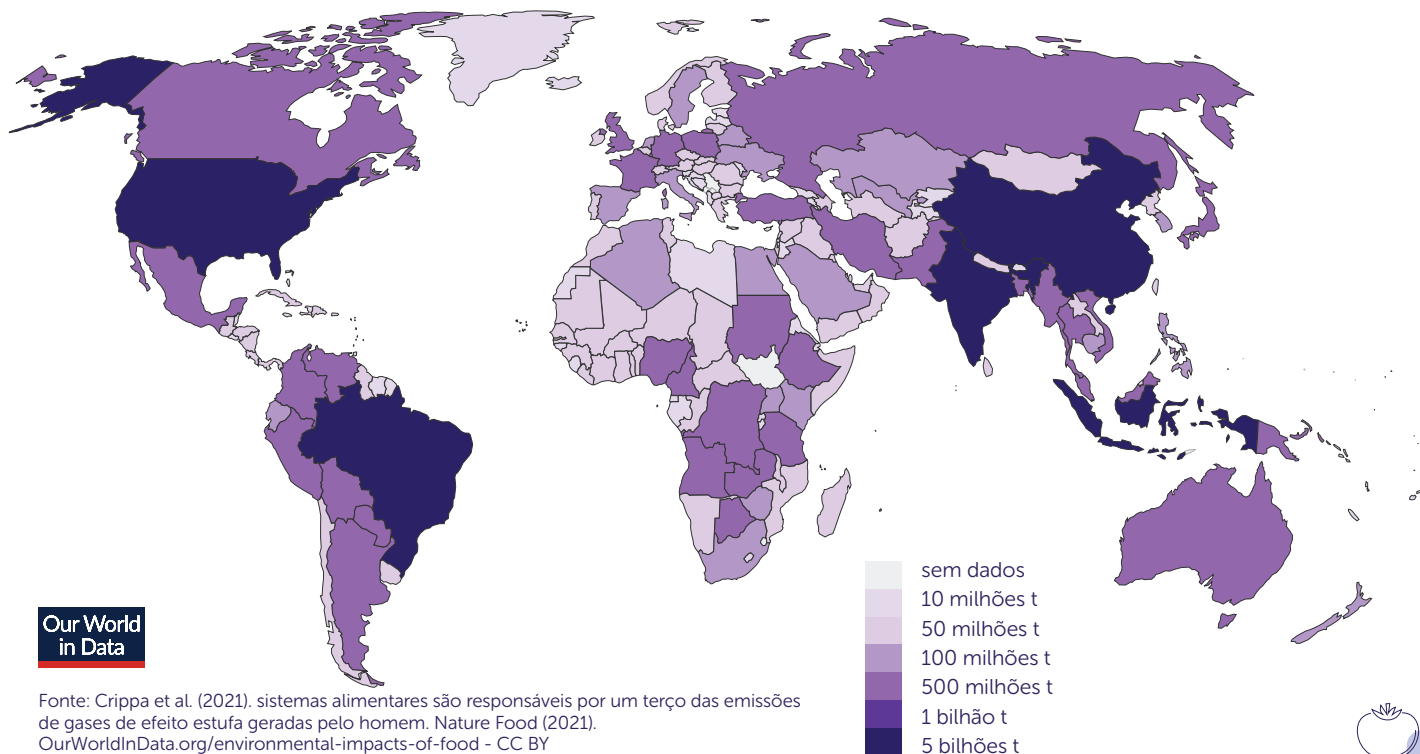 sem dados
10 milhões t
50 milhões t
100 milhões t
500 milhões t
1 bilhão t
5 bilhões t
Our World
in Data
Fonte: Crippa et al. (2021). sistemas alimentares são responsáveis por um terço das emissões
de gases de efeito estufa geradas pelo homem. Nature Food (2021).
OurWorldInData.org/environmental-impacts-of-food - CC BY